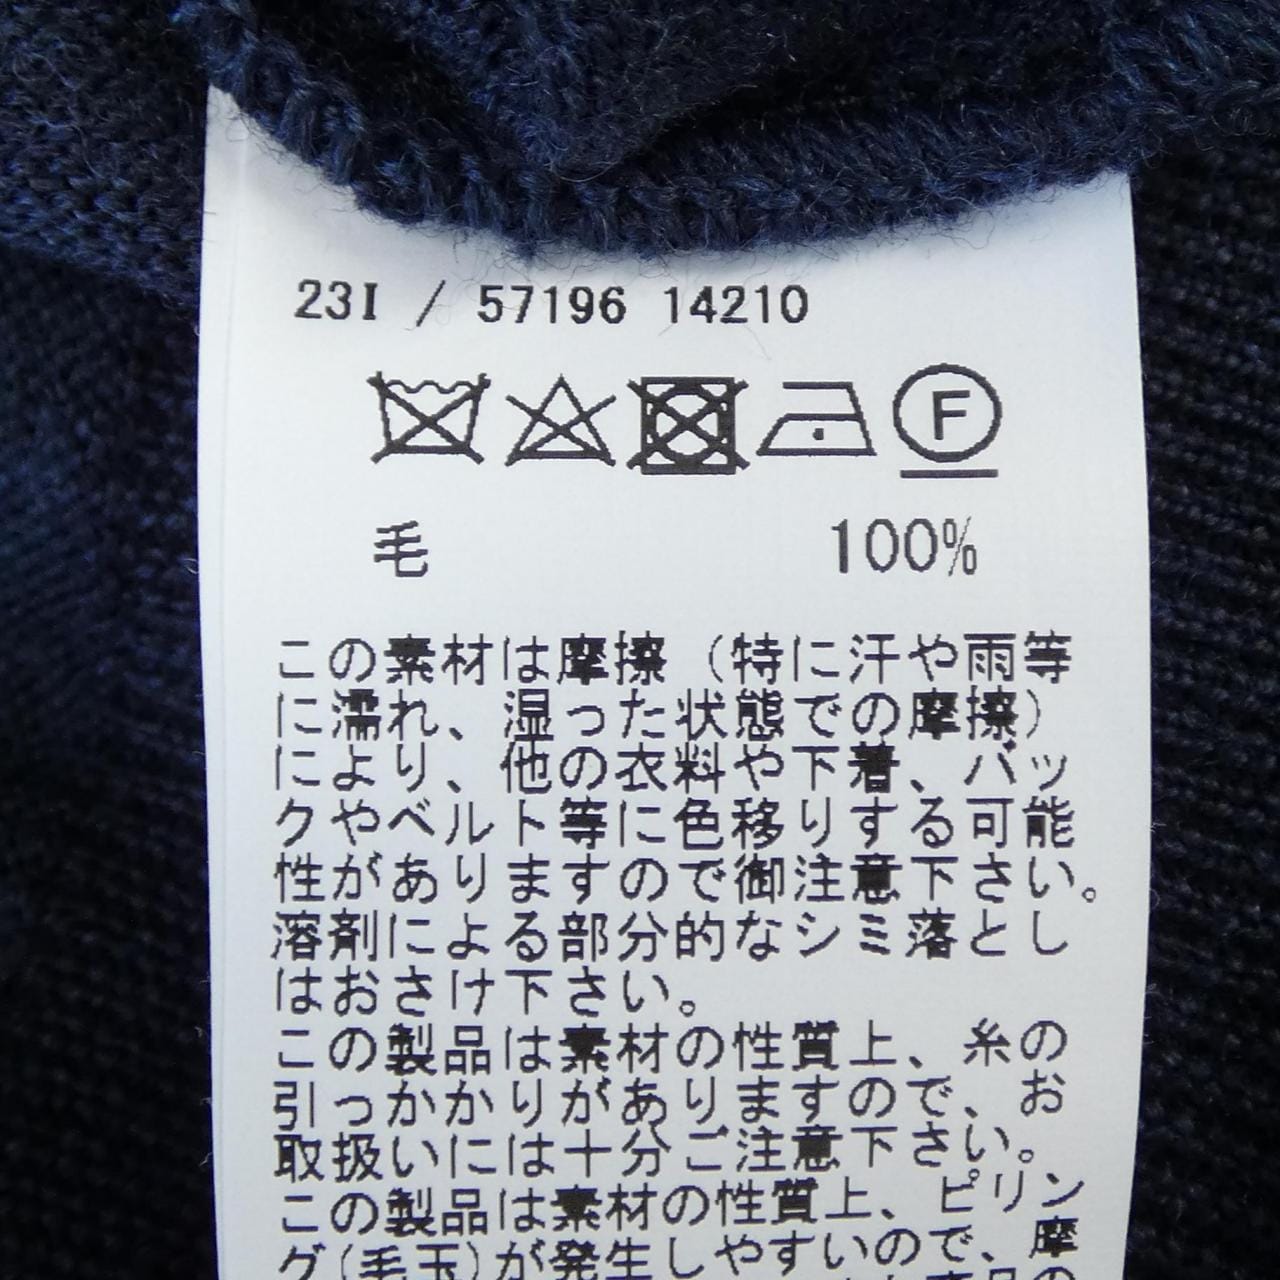 23I / 57196 14210
F
毛 100%
この素材は摩擦（特に汗や雨等
に濡れ、湿った状態での摩擦）
により、他の衣料や下着、バッ
クやベルト等に色移りする可能
性がありますので御注意下さい。
溶剤による部分的なシミ落とし
はおさけ下さい。
この製品は素材の性質上、糸の
引っかかりがありますので、お
取扱いには十分ご注意下さい。
この製品は素材の性質上、ピリン
グ(毛玉)が発生しやすいので、摩